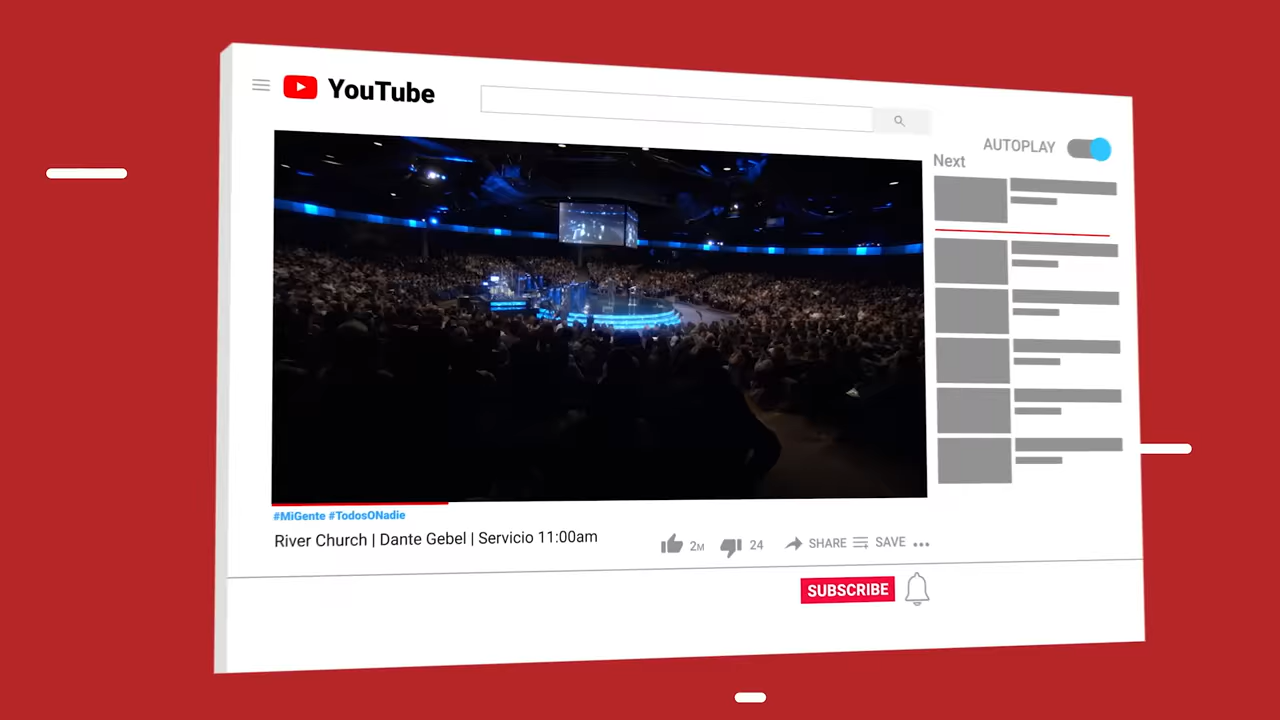 YouTube
AUTOPLAY
Next
#MiGente #TodosONadie
River Church | Dante Gebel | Servicio 11:00am
2M
24
SHARE
SAVE
SUBSCRIBE